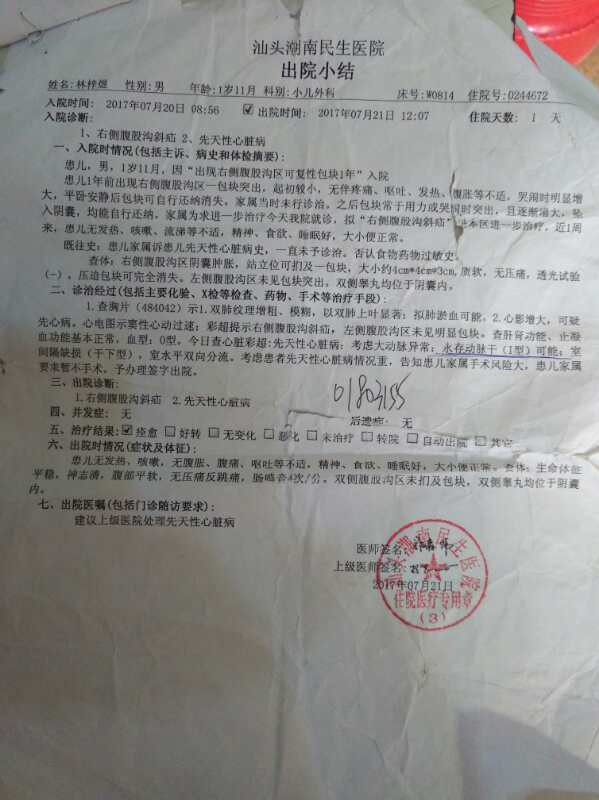 汕头潮南民生医院
出院小结
姓名:林梓煜 性别:男 年龄:1岁11月 科别:小儿外科 床号:W0814 住院号:0244672
入院时间: 2017年07月20日 08:56 ☑出院时间: 2017年07月21日 12:07 住院天数: 1 天
入院诊断:
1、右侧腹股沟斜疝 2、先天性心脏病
一、入院时情况(包括主诉、病史和体检摘要):
患儿,男,1岁11月,因“出现右侧腹股沟区可复性包块1年”入院
患儿1年前出现右侧腹股沟区一包块突出,起初较小,无伴疼痛、呕吐、发热、腹胀等不适,哭闹时明显增
大,平卧安静后包块可自行还纳消失,家属当时未行诊治。之后包块常于用力或哭闹时突出,且逐渐增大,坠
入阴囊,均能自行还纳,家属为求进一步治疗今天我院就诊,拟“右侧腹股沟斜疝”进本区进一步治疗,近1周
来,患儿无发热、咳嗽、流涕等不适,精神、食欲、睡眠好,大小便正常。
既往史:患儿家属诉患儿先天性心脏病史,一直未予诊治。否认食物药物过敏史。
查体:右侧腹股沟区阴囊肿胀,站立位可扣及一包块,大小约4cm*4cm*3cm,质软,无压痛,透光试验
(-),压迫包块可完全消失。左侧腹股沟区未见包块突出,双侧睾丸均位于阴囊内。
二、诊治经过(包括主要化验、X检等检查、药物、手术等治疗手段):
1.查胸片(484042)示1.双肺纹理增粗、模糊,以双肺上叶显著:拟肺淤血可能。2.心影增大,可疑
先心病。心电图示窦性心动过速;彩超提示右侧腹股沟斜疝,左侧腹股沟区未见明显包块。查肝肾功能、止凝
血功能基本正常,血型:O型,今日查心脏彩超:先天性心脏病:考虑大动脉异常:永存动脉干(I型)可能;室
间隔缺损(干下型),室水平双向分流。考虑患者先天性心脏病情况重,告知患儿家属手术风险大,患儿家属
要求暂不手术,予办理签字出院。
三、出院诊断:
1.右侧腹股沟斜疝 2.先天性心脏病
01803155
四、并发症: 无 后遗症: 无
五、治疗结果:☑痊愈 □好转 □无变化 □恶化 □未治疗 □转院 □自动出院 □其它
六、出院时情况(症状及体征):
患儿无发热、咳嗽,无腹胀、腹痛、呕吐等不适,精神、食欲、睡眠好,大小便正常。查体:生命体征
平稳,神志清,腹部平软,无压痛反跳痛,肠鸣音4次/分。双侧腹股沟区未扪及包块,双侧睾丸均位于阴囊
内。
七、出院医嘱(包括门诊随访要求):
建议上级医院处理先天性心脏病
医师签名:
上级医师签名:
2017年07月21日
汕头潮南民生医院
住院医疗专用章
(3)